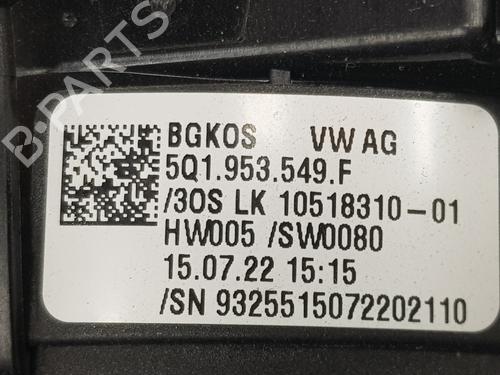 BGKOS VW AG
5Q1.953.549.F
/3OS LK 10518310-01
HW005 /SW0080
15.07.22 15:15
/SN 9325515072202110
B-PARTS